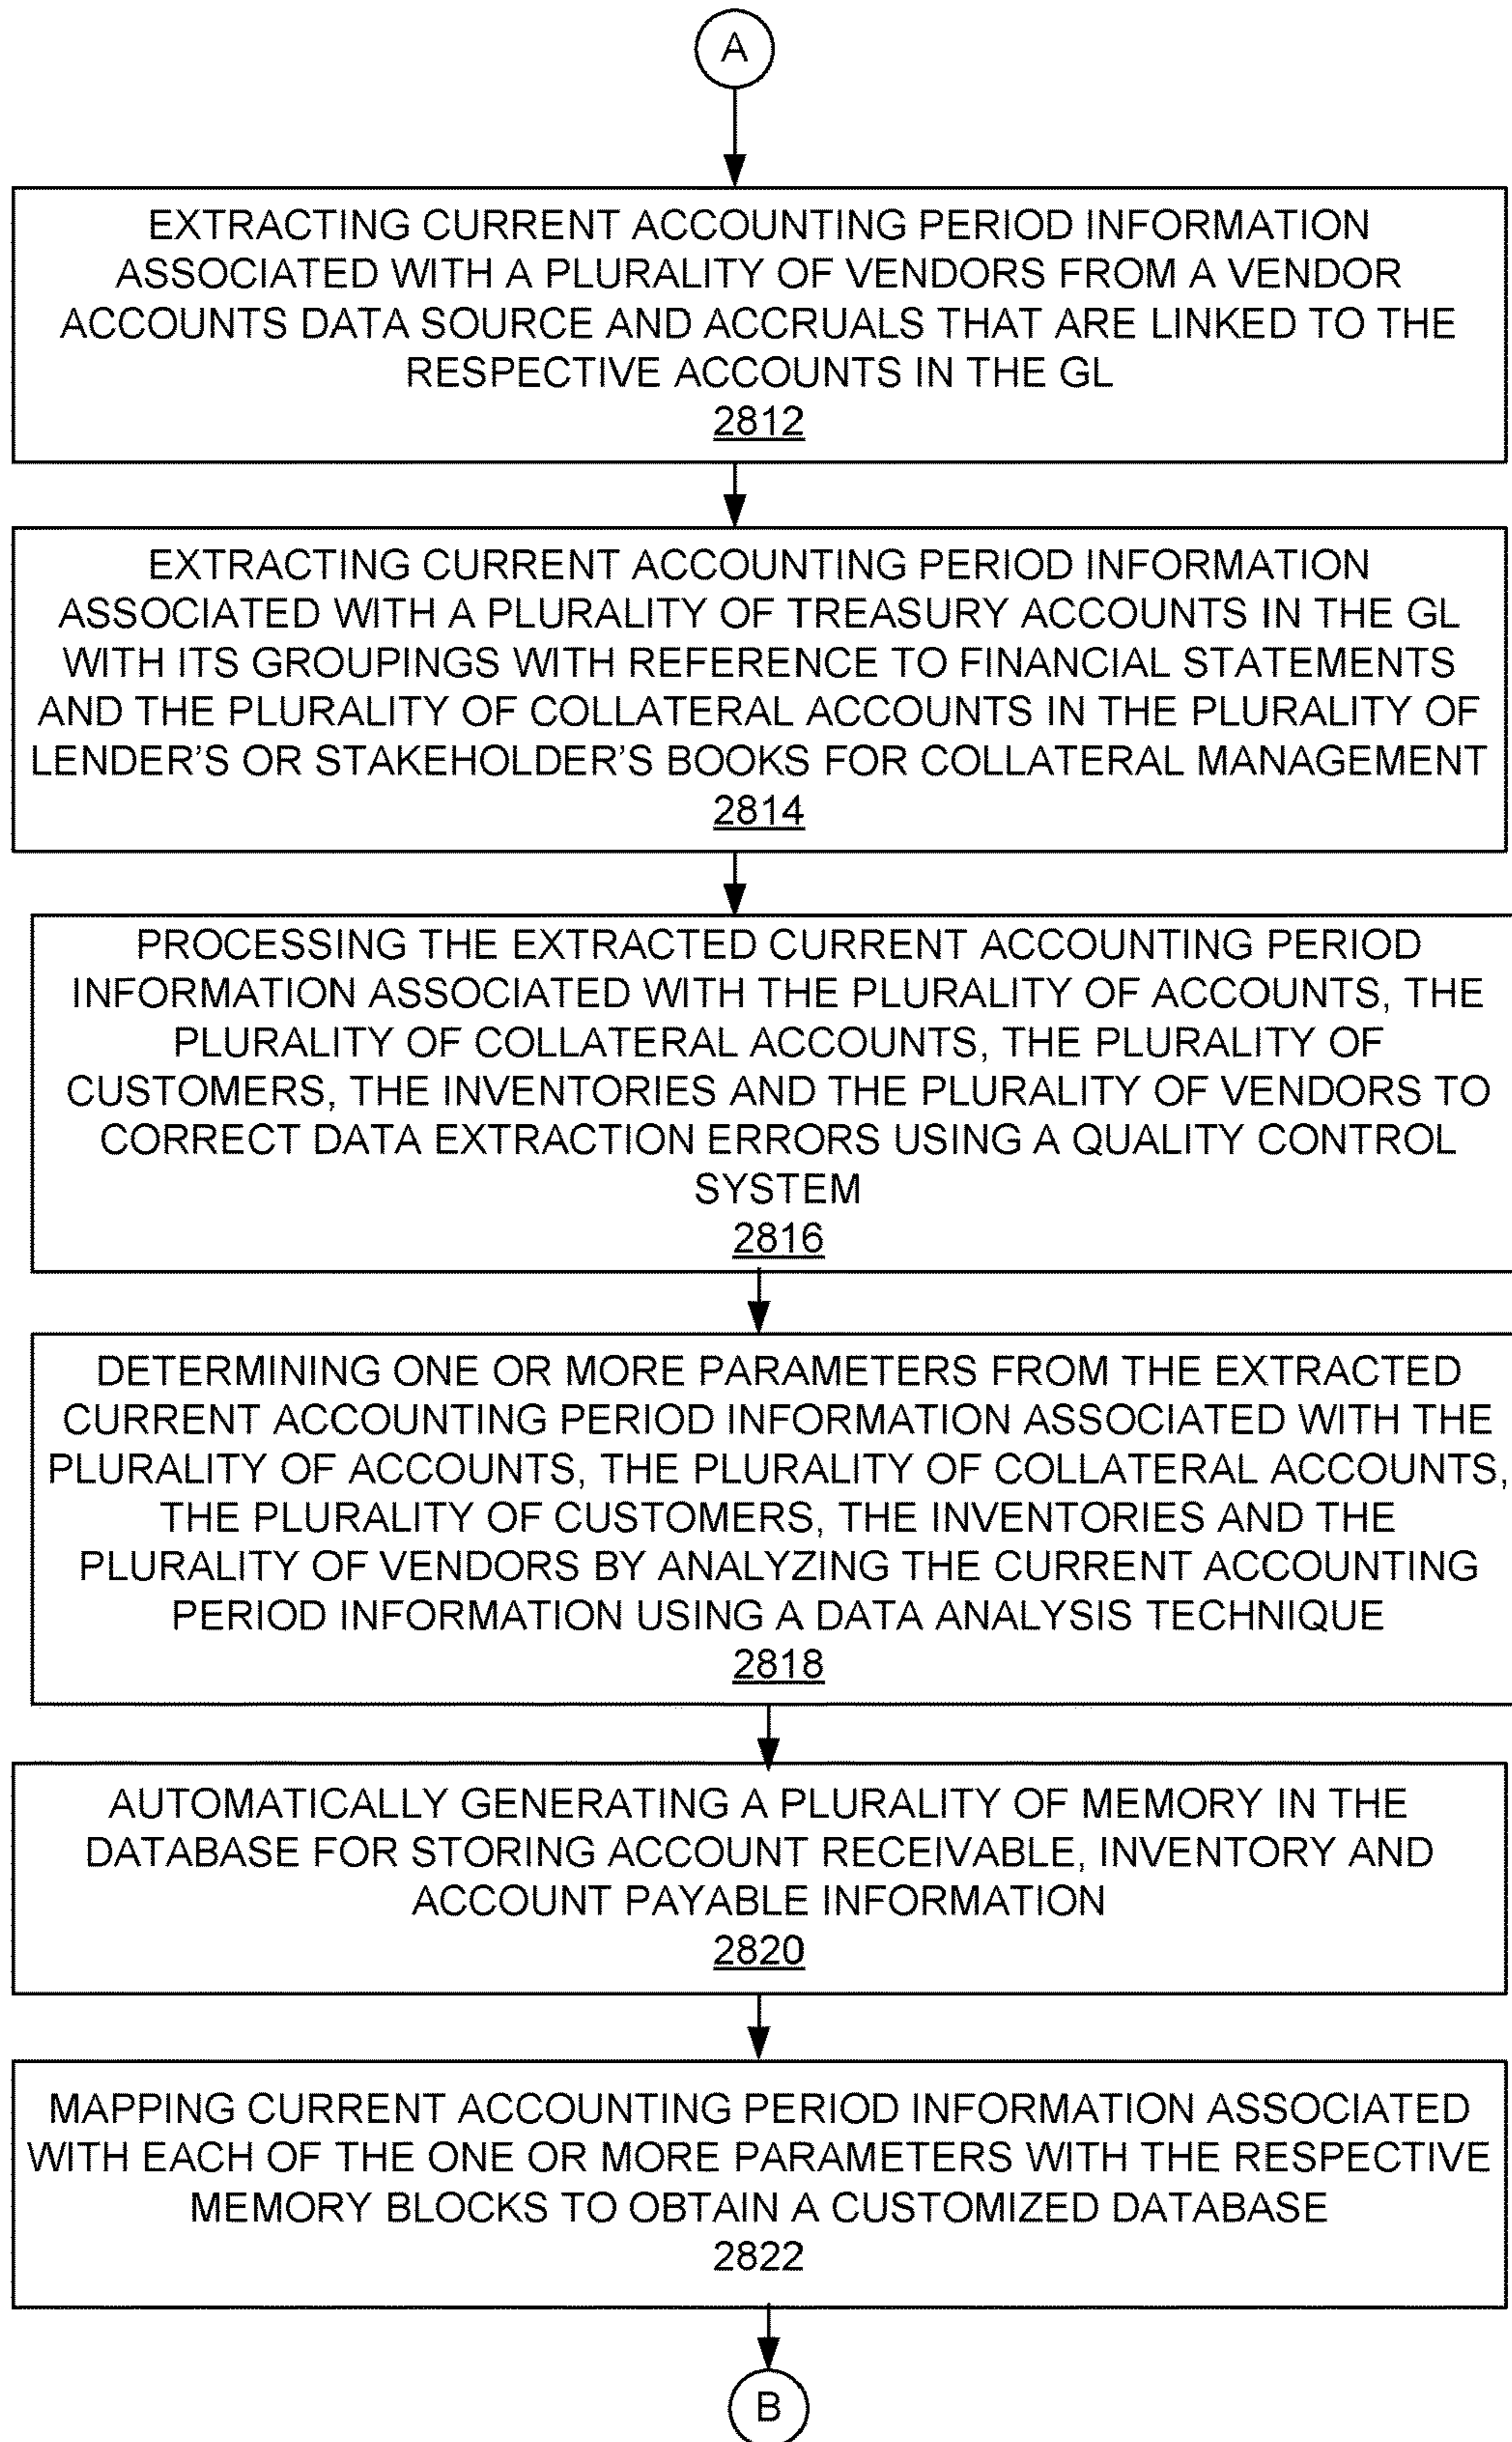 A
EXTRACTING CURRENT ACCOUNTING PERIOD INFORMATION
ASSOCIATED WITH A PLURALITY OF VENDORS FROM A VENDOR
ACCOUNTS DATA SOURCE AND ACCRUALS THAT ARE LINKED TO THE
RESPECTIVE ACCOUNTS IN THE GL
2812
EXTRACTING CURRENT ACCOUNTING PERIOD INFORMATION
ASSOCIATED WITH A PLURALITY OF TREASURY ACCOUNTS IN THE GL
WITH ITS GROUPINGS WITH REFERENCE TO FINANCIAL STATEMENTS
AND THE PLURALITY OF COLLATERAL ACCOUNTS IN THE PLURALITY OF
LENDER'S OR STAKEHOLDER'S BOOKS FOR COLLATERAL MANAGEMENT
2814
PROCESSING THE EXTRACTED CURRENT ACCOUNTING PERIOD
INFORMATION ASSOCIATED WITH THE PLURALITY OF ACCOUNTS, THE
PLURALITY OF COLLATERAL ACCOUNTS, THE PLURALITY OF
CUSTOMERS, THE INVENTORIES AND THE PLURALITY OF VENDORS TO
CORRECT DATA EXTRACTION ERRORS USING A QUALITY CONTROL
SYSTEM
2816
DETERMINING ONE OR MORE PARAMETERS FROM THE EXTRACTED
CURRENT ACCOUNTING PERIOD INFORMATION ASSOCIATED WITH THE
PLURALITY OF ACCOUNTS, THE PLURALITY OF COLLATERAL ACCOUNTS,
THE PLURALITY OF CUSTOMERS, THE INVENTORIES AND THE
PLURALITY OF VENDORS BY ANALYZING THE CURRENT ACCOUNTING
PERIOD INFORMATION USING A DATA ANALYSIS TECHNIQUE
2818
AUTOMATICALLY GENERATING A PLURALITY OF MEMORY IN THE
DATABASE FOR STORING ACCOUNT RECEIVABLE, INVENTORY AND
ACCOUNT PAYABLE INFORMATION
2820
MAPPING CURRENT ACCOUNTING PERIOD INFORMATION ASSOCIATED
WITH EACH OF THE ONE OR MORE PARAMETERS WITH THE RESPECTIVE
MEMORY BLOCKS TO OBTAIN A CUSTOMIZED DATABASE
2822
B